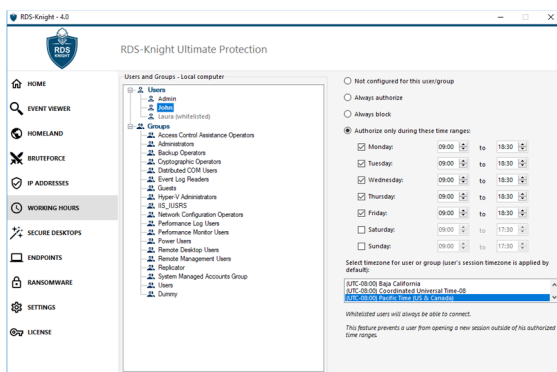 RDS-Knight - 4.0
RDS
KNIGHT
RDS-Knight Ultimate Protection
HOME
EVENT VIEWER
HOMELAND
BRUTEFORCE
IP ADDRESSES
WORKING HOURS
SECURE DESKTOPS
ENDPOINTS
RANSOMWARE
SETTINGS
LICENSE
Users and Groups - Local computer
Users
Admin
John
Laura (whitelisted)
Groups
Access Control Assistance Operators
Administrators
Backup Operators
Cryptographic Operators
Distributed COM Users
Event Log Readers
Guests
Hyper-V Administrators
IIS_IUSRS
Network Configuration Operators
Performance Log Users
Performance Monitor Users
Power Users
Remote Desktop Users
Remote Management Users
Replicator
System Managed Accounts Group
Users
Dummy
Not configured for this user/group
Always authorize
Always block
Authorize only during these time ranges:
Monday: 09:00 to 18:30
Tuesday: 09:00 to 18:30
Wednesday: 09:00 to 18:30
Thursday: 09:00 to 18:30
Friday: 09:00 to 18:30
Saturday: 09:00 to 17:30
Sunday: 09:00 to 17:30
Select timezone for user or group (user's session timezone is applied by
default):
(UTC-08:00) Baja California
(UTC-08:00) Coordinated Universal Time-08
(UTC-08:00) Pacific Time (US & Canada)
Whitelisted users will always be able to connect.
This feature prevents a user from opening a new session outside of his authorized
time ranges.